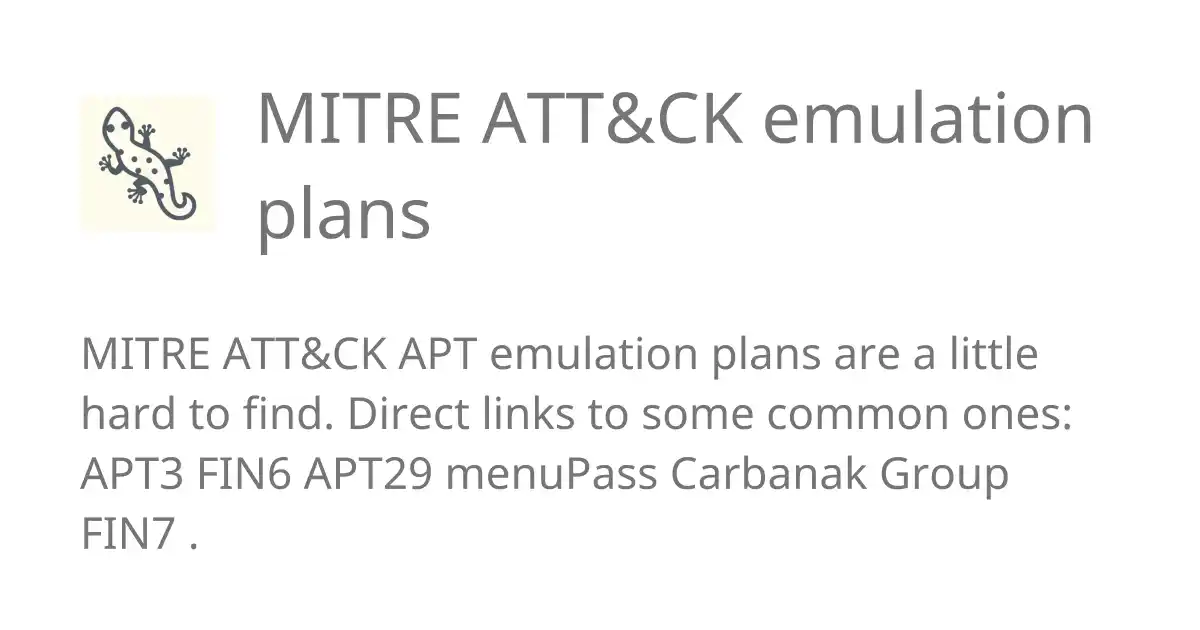 MITRE ATT&CK emulation
plans
MITRE ATT&CK APT emulation plans are a little
hard to find. Direct links to some common ones:
APT3 FIN6 APT29 menuPass Carbanak Group
FIN7 .